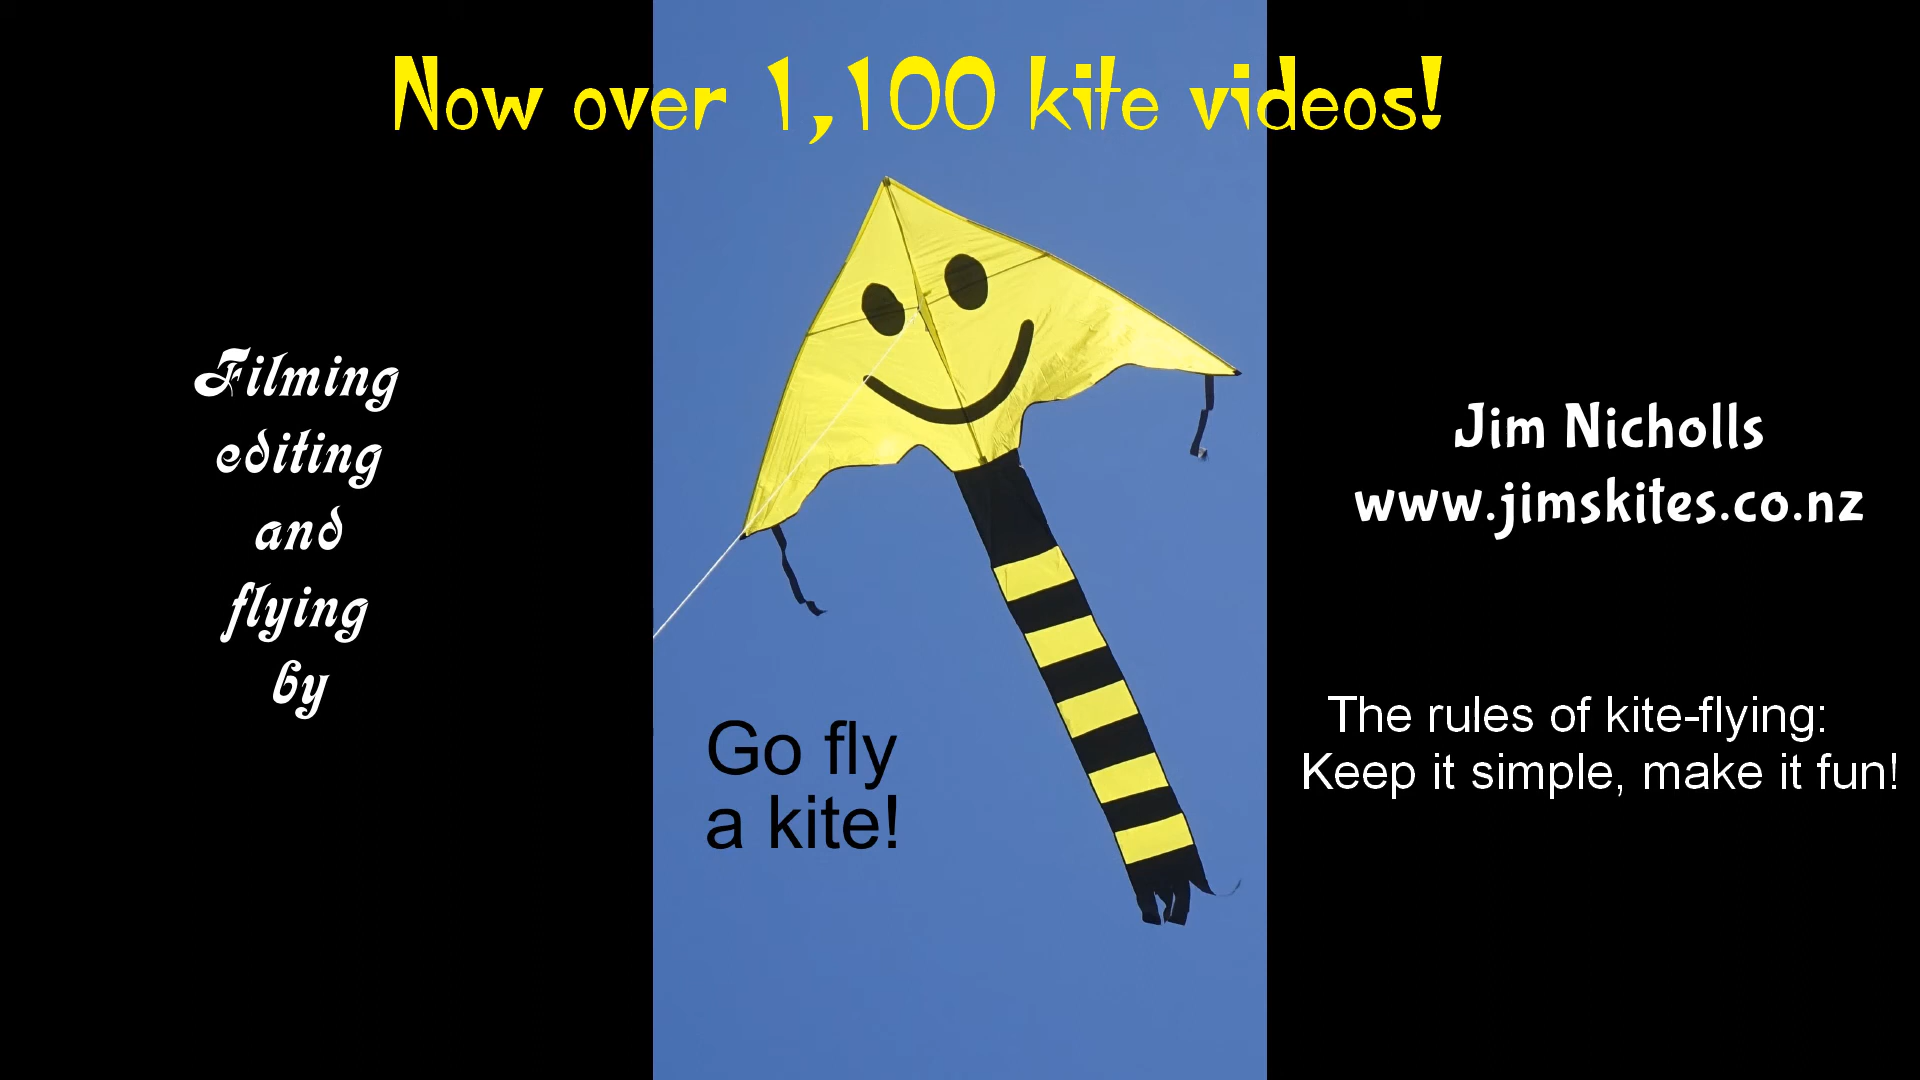 Now over 1,100 kite videos!
Filming
editing
and
flying
by
Jim Nicholls
www.jimskites.co.nz
Go fly
a kite!
The rules of kite-flying:
Keep it simple, make it fun!